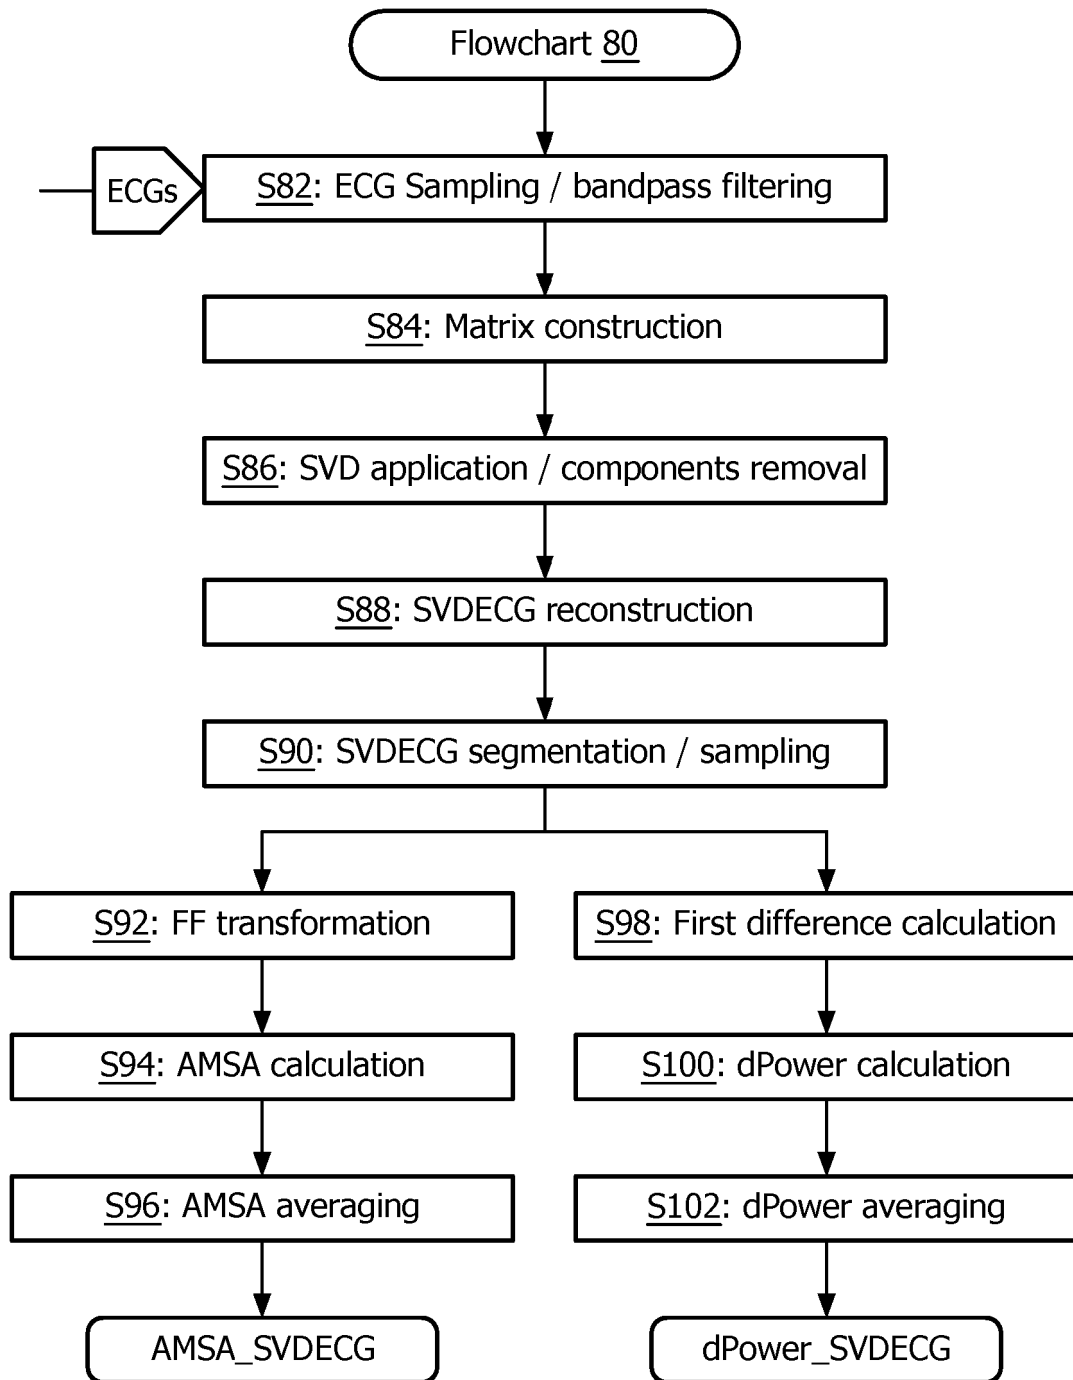 Flowchart 80
ECGs
S82: ECG Sampling / bandpass filtering
S84: Matrix construction
S86: SVD application / components removal
S88: SVDECG reconstruction
S90: SVDECG segmentation / sampling
S92: FF transformation
S98: First difference calculation
S94: AMSA calculation
S100: dPower calculation
S96: AMSA averaging
S102: dPower averaging
AMSA_SVDECG
dPower_SVDECG